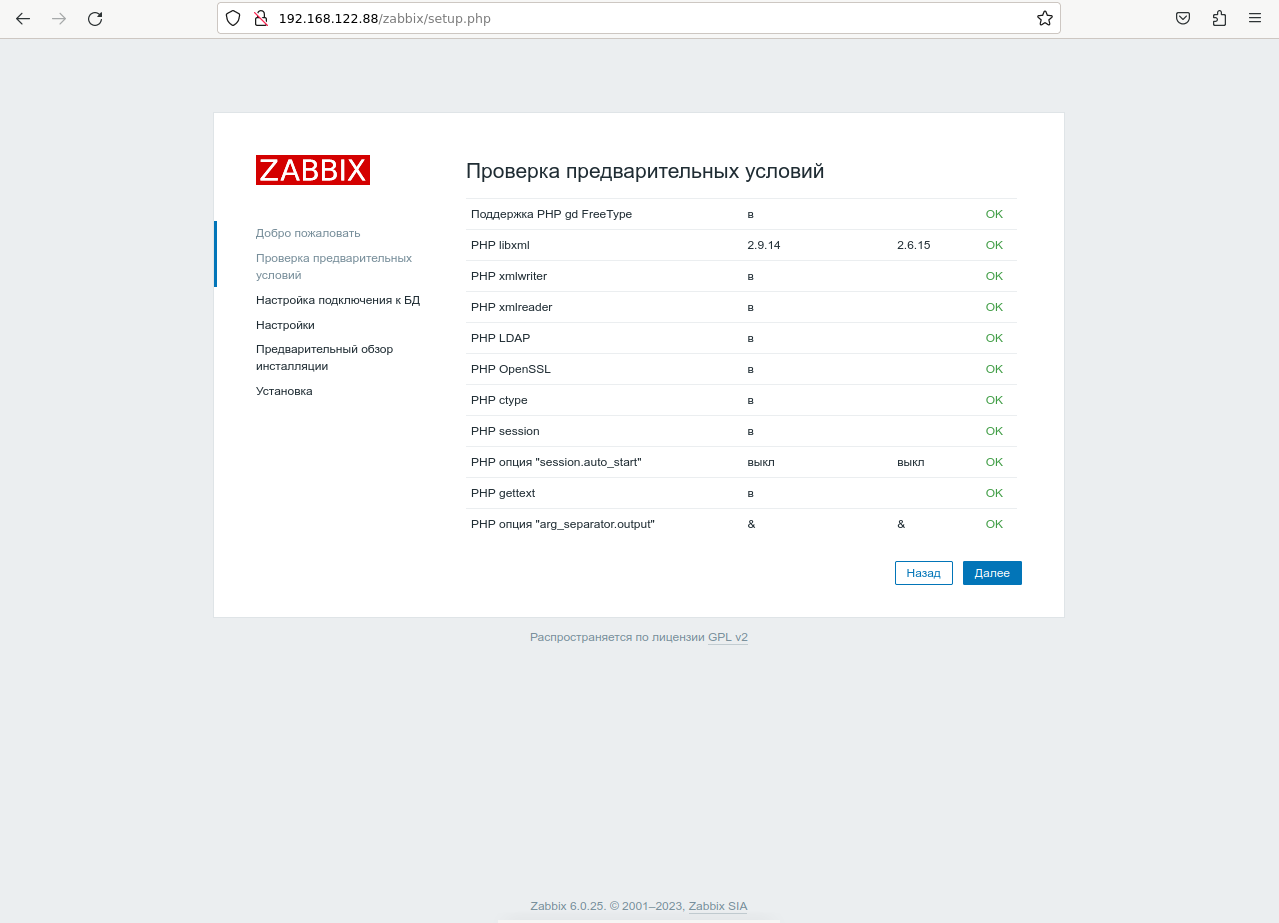 192.168.122.88/zabbix/setup.php
ZABBIX
Добро пожаловать
Проверка предварительных
условий
Настройка подключения к БД
Настройки
Предварительный обзор
инсталляции
Установка
Проверка предварительных условий
Поддержка PHP gd FreeType в OK
PHP libxml 2.9.14 2.6.15 OK
PHP xmlwriter в OK
PHP xmlreader в OK
PHP LDAP в OK
PHP OpenSSL в OK
PHP ctype в OK
PHP session в OK
PHP опция "session.auto_start" выкл выкл OK
PHP gettext в OK
PHP опция "arg_separator.output" & & OK
Назад Далее
Распространяется по лицензии GPL v2
Zabbix 6.0.25. © 2001–2023, Zabbix SIA